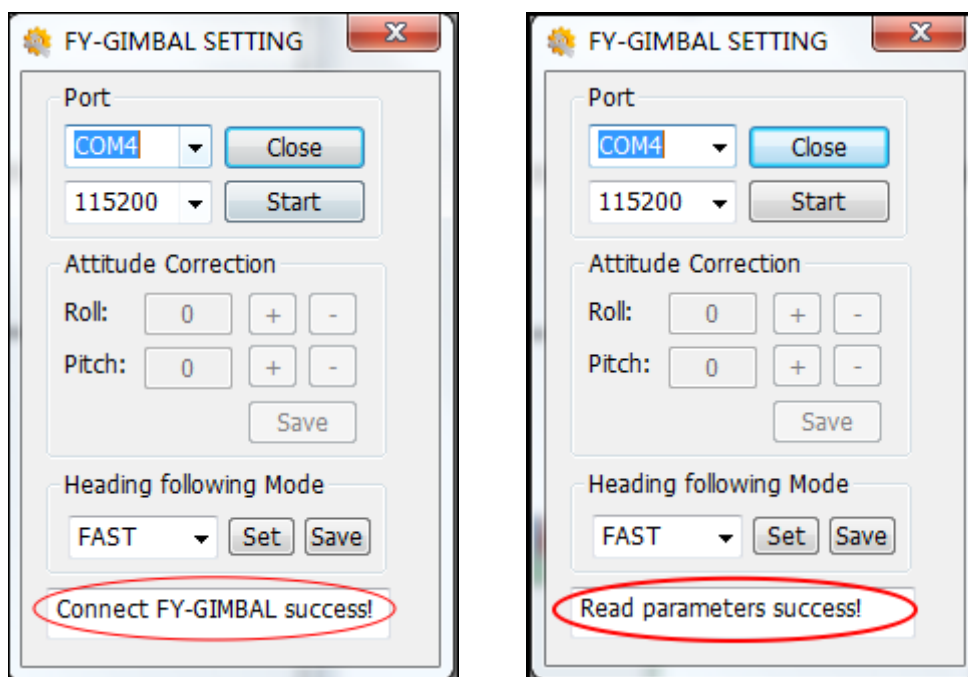 FY-GIMBAL SETTING
Port
COM4 Close
115200 Start
Attitude Correction
Roll: 0 + -
Pitch: 0 + -
Save
Heading following Mode
FAST Set Save
Connect FY-GIMBAL success!
FY-GIMBAL SETTING
Port
COM4 Close
115200 Start
Attitude Correction
Roll: 0 + -
Pitch: 0 + -
Save
Heading following Mode
FAST Set Save
Read parameters success!